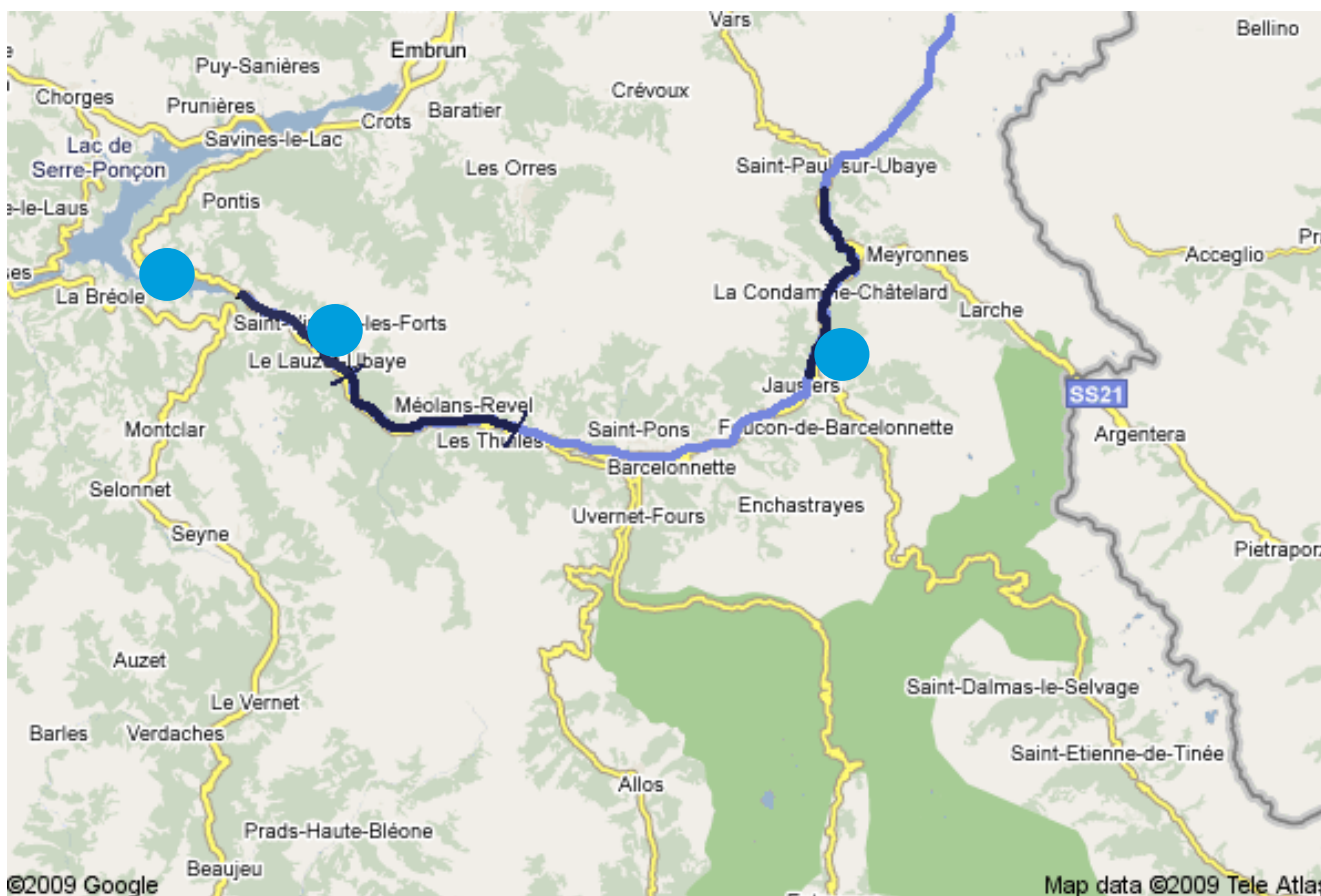 Vars
Bellino
Embrun
Puy-Sanières
Crévoux
Chorges
Prunières
Baratier
Crots
Savines-le-Lac
Lac de
Serre-Ponçon
Les Orres
Saint-Paul-sur-Ubaye
Pontis
e-le-Laus
Meyronnes
Acceglio
Pri
ses
La Bréole
La Condamine-Châtelard
Larche
les-Forts
Le Lauzet-Ubaye
Jausiers
SS21
Méolans-Revel
Montclar
Saint-Pons
Faucon-de-Barcelonnette
Argentera
Les Thuiles
Barcelonnette
Selonnet
Enchastrayes
Uvernet-Fours
Seyne
Pietraporz
Auzet
Saint-Dalmas-le-Selvage
Le Vernet
Barles
Verdaches
Saint-Etienne-de-Tinée
Allos
Prads-Haute-Bléone
Beaujeu
©2009 Google
Map data ©2009 Tele Atlas